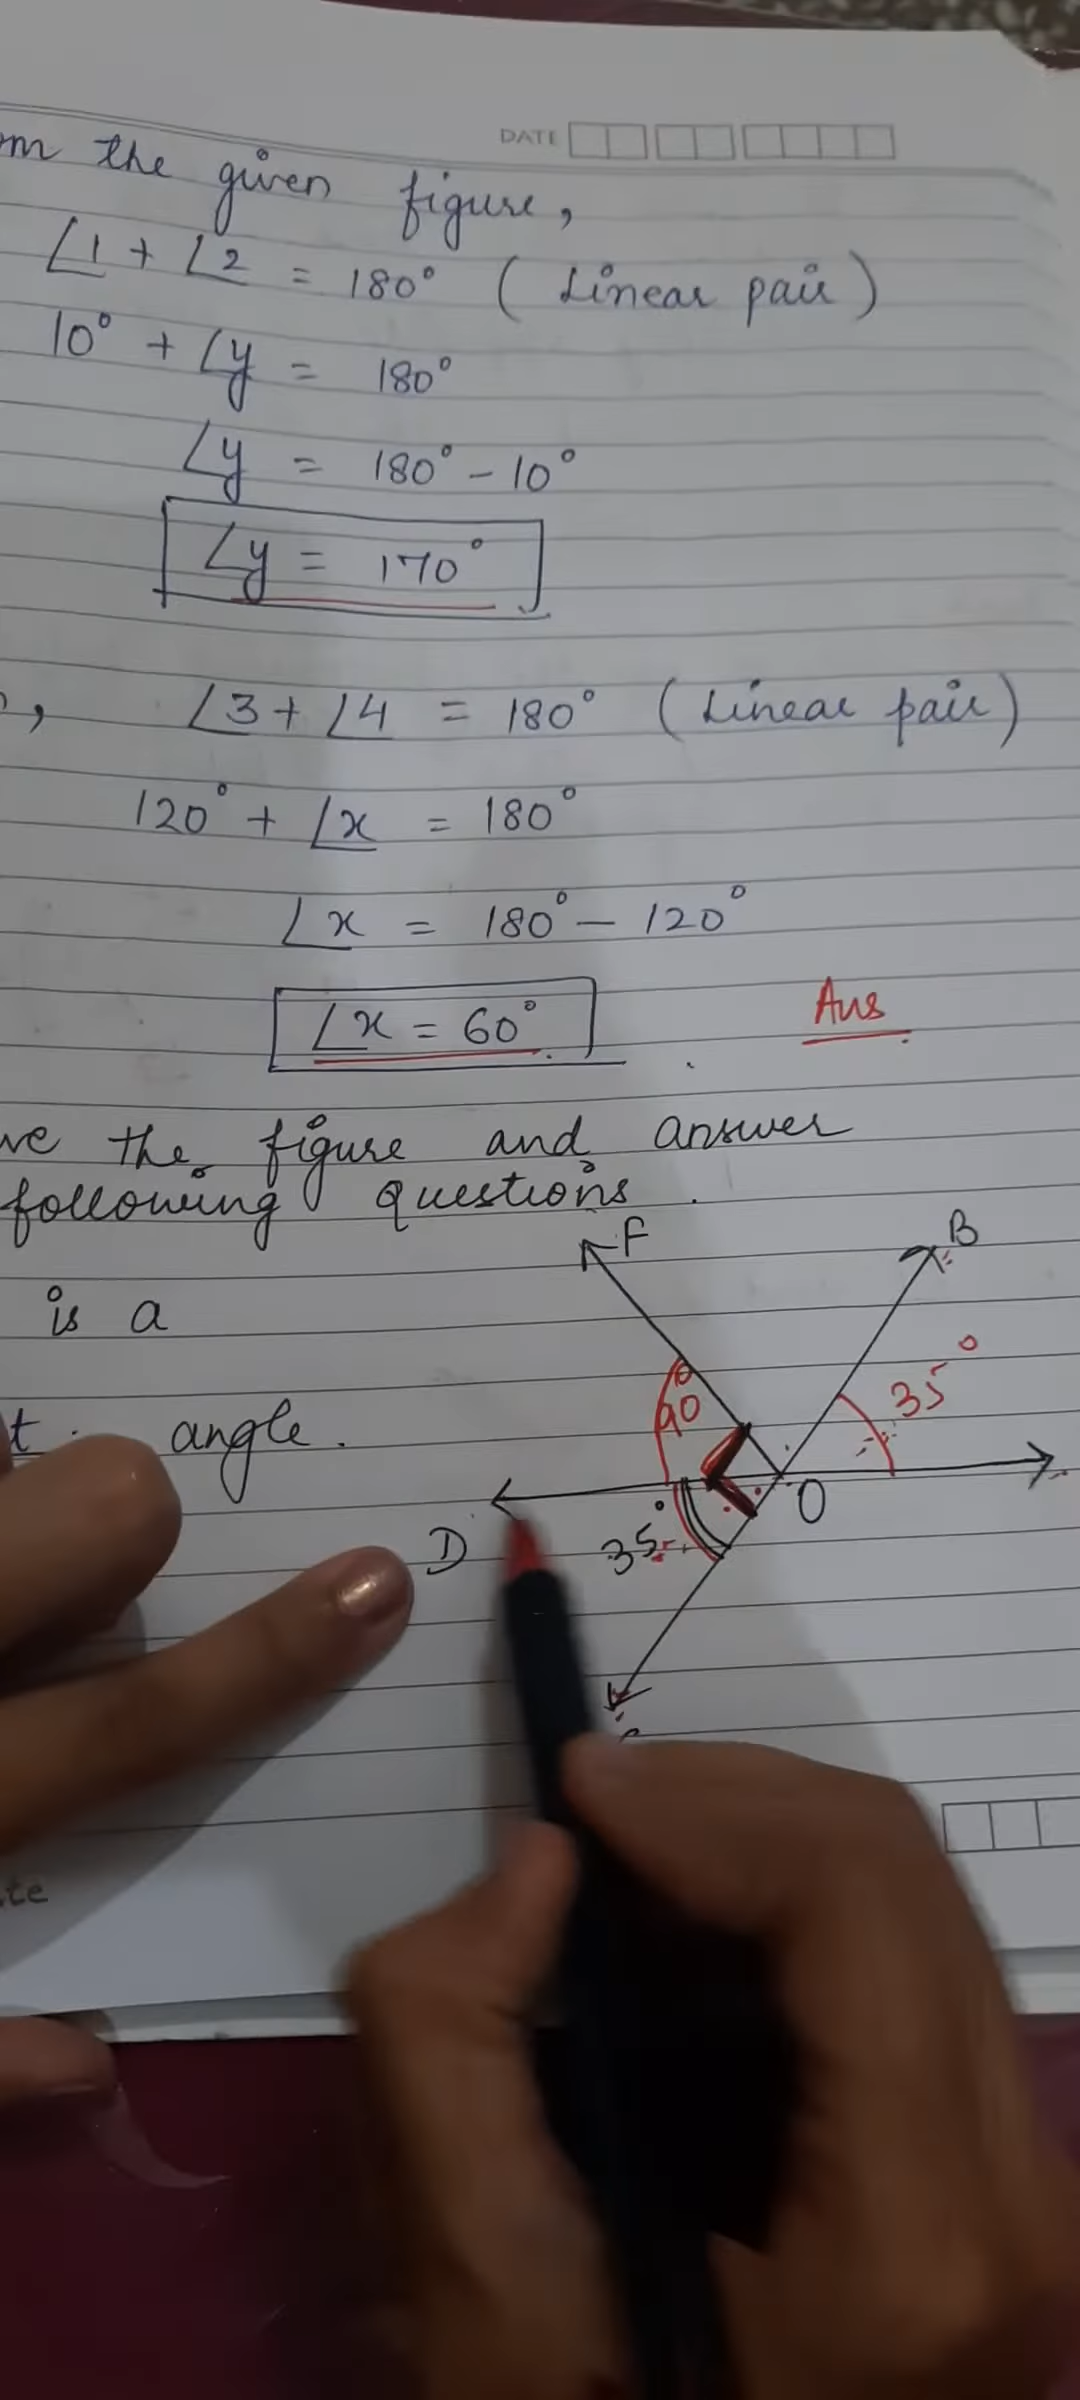 DATE
the given figure,
∠1 + ∠2 = 180° (Linear pair)
10° + ∠y = 180°
∠y = 180° - 10°
∠y = 170°
, ∠3 + ∠4 = 180° (Linear pair)
120° + ∠x = 180°
∠x = 180° - 120°
∠x = 60°
Ans
the figure and answer
following questions.
F B
is a
35°
90
angle.
O
D 35°